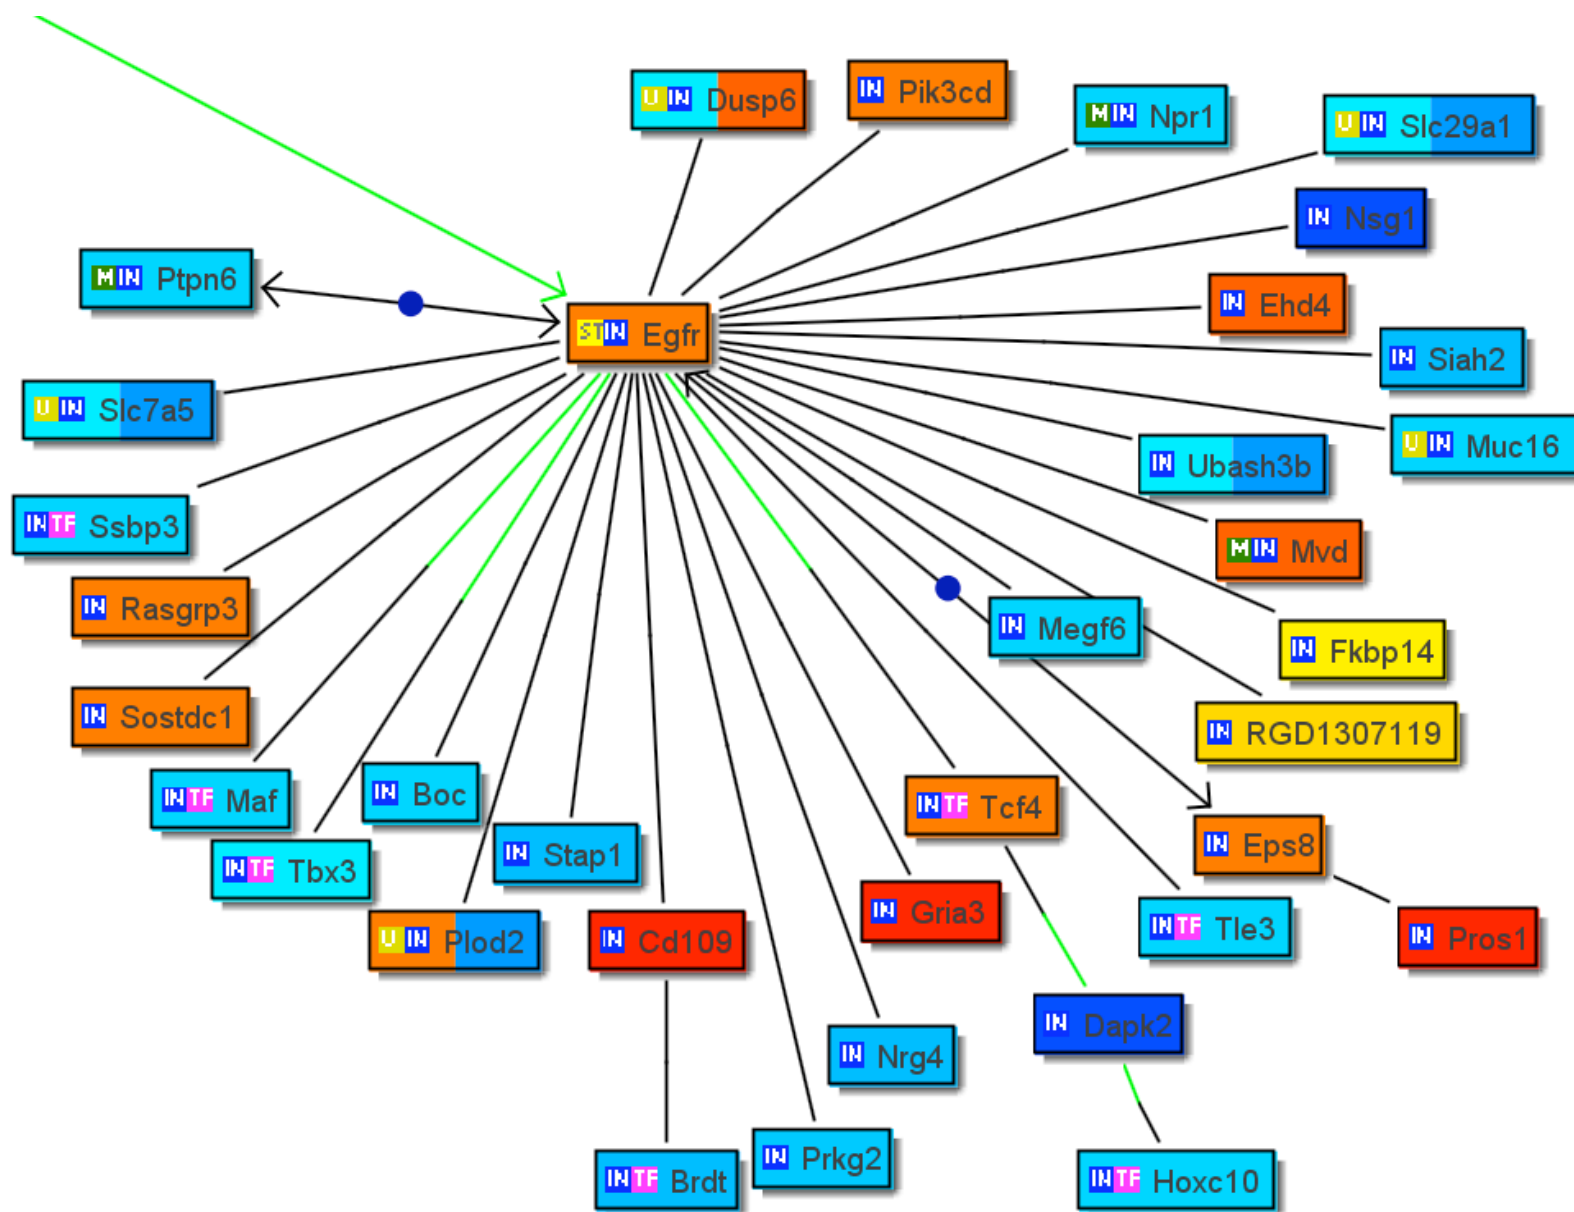 U IN Dusp6
IN Pik3cd
M IN Npr1
U IN Slc29a1
IN Nsg1
M IN Ptpn6
ST IN Egfr
IN Ehd4
IN Siah2
U IN Slc7a5
U IN Muc16
IN Ubash3b
IN TF Ssbp3
M IN Mvd
IN Rasgrp3
IN Megf6
IN Fkbp14
IN Sostdc1
IN RGD1307119
IN TF Maf
IN Boc
IN TF Tcf4
IN Eps8
IN Stap1
IN TF Tbx3
IN Gria3
IN TF Tle3
IN Pros1
U IN Plod2
IN Cd109
IN Dapk2
IN Nrg4
IN Prkg2
IN TF Brdt
IN TF Hoxc10